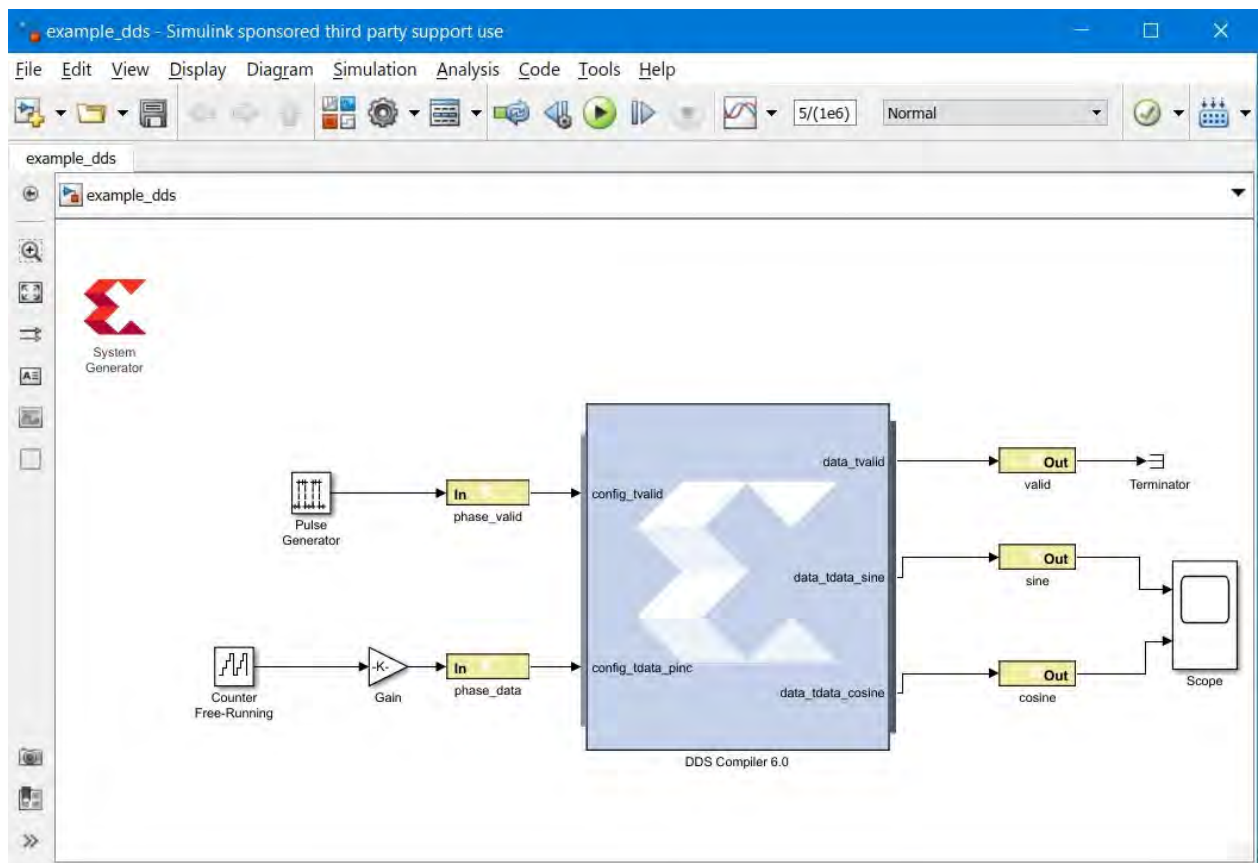 example_dds - Simulink sponsored third party support use
File Edit View Display Diagram Simulation Analysis Code Tools Help
5/(1e6) Normal
example_dds
example_dds
System
Generator
Pulse
Generator
In
phase_valid
config_tvalid
data_tvalid
Out
valid
Terminator
data_tdata_sine
Out
sine
Counter
Free-Running
-K-
Gain
In
phase_data
config_tdata_pinc
data_tdata_cosine
Out
cosine
Scope
DDS Compiler 6.0